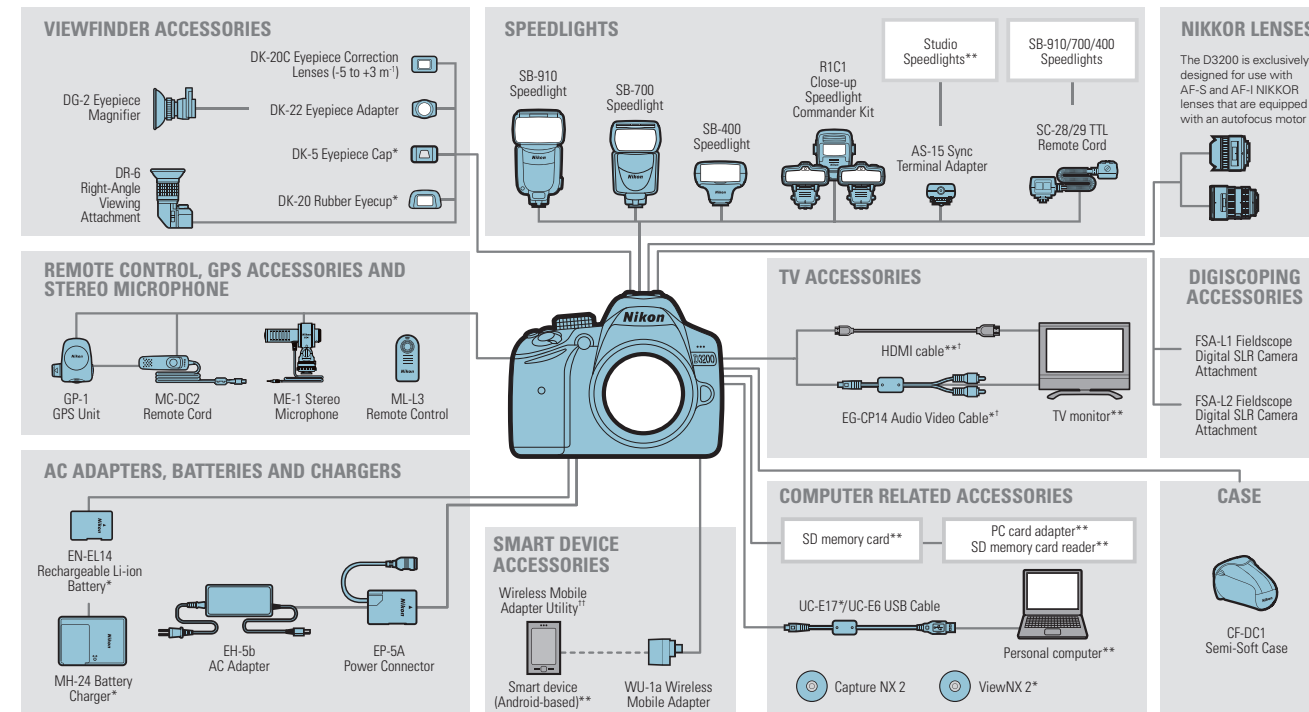 VIEWFINDER ACCESSORIES
DK-20C Eyepiece Correction
Lenses (-5 to +3 m-1)
DG-2 Eyepiece
Magnifier
DK-22 Eyepiece Adapter
DK-5 Eyepiece Cap*
DR-6
Right-Angle
Viewing
Attachment
DK-20 Rubber Eyecup*
SPEEDLIGHTS
SB-910
Speedlight
SB-700
Speedlight
SB-400
Speedlight
R1C1
Close-up
Speedlight
Commander Kit
Studio
Speedlights**
AS-15 Sync
Terminal Adapter
SB-910/700/400
Speedlights
SC-28/29 TTL
Remote Cord
NIKKOR LENSES
The D3200 is exclusively
designed for use with
AF-S and AF-I NIKKOR
lenses that are equipped
with an autofocus motor
REMOTE CONTROL, GPS ACCESSORIES AND
STEREO MICROPHONE
GP-1
GPS Unit
MC-DC2
Remote Cord
ME-1 Stereo
Microphone
ML-L3
Remote Control
Nikon
D3200
TV ACCESSORIES
HDMI cable**†
EG-CP14 Audio Video Cable*†
TV monitor**
DIGISCOPING
ACCESSORIES
FSA-L1 Fieldscope
Digital SLR Camera
Attachment
FSA-L2 Fieldscope
Digital SLR Camera
Attachment
AC ADAPTERS, BATTERIES AND CHARGERS
EN-EL14
Rechargeable Li-ion
Battery*
MH-24 Battery
Charger*
EH-5b
AC Adapter
EP-5A
Power Connector
SMART DEVICE
ACCESSORIES
Wireless Mobile
Adapter Utility††
Smart device
(Android-based)**
WU-1a Wireless
Mobile Adapter
COMPUTER RELATED ACCESSORIES
SD memory card**
PC card adapter**
SD memory card reader**
UC-E17*/UC-E6 USB Cable
Personal computer**
Capture NX 2
ViewNX 2*
CASE
CF-DC1
Semi-Soft Case